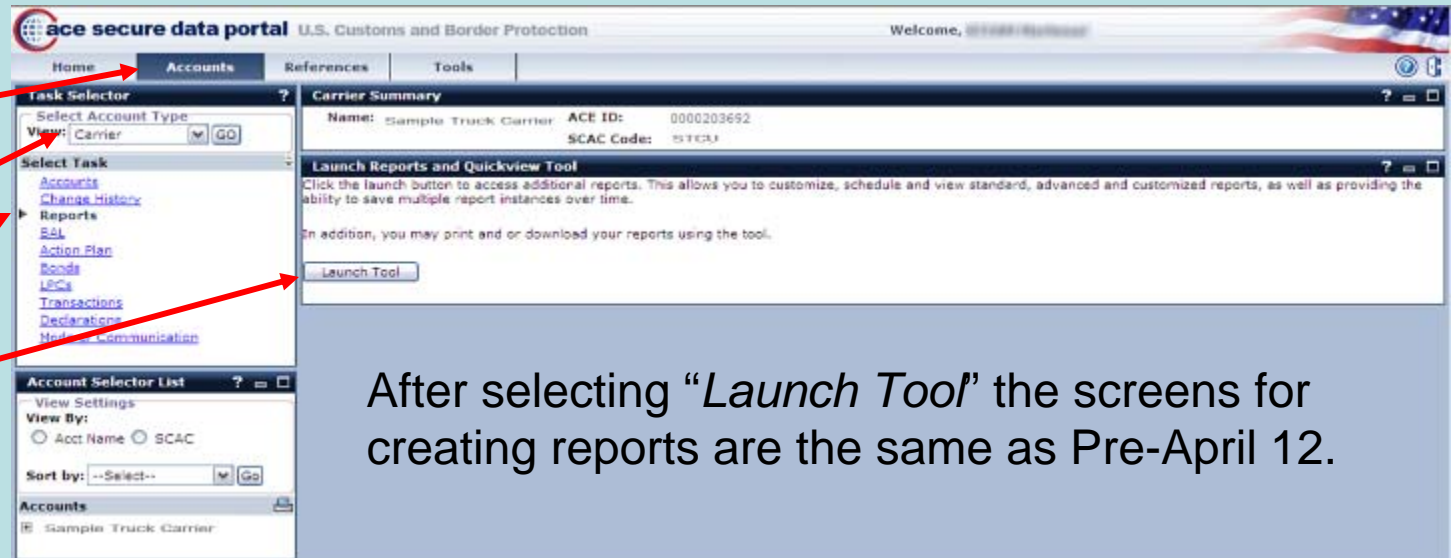 ace secure data portal U.S. Customs and Border Protection Welcome,
Home Accounts References Tools
Task Selector ?
Select Account Type
View: Carrier GO
Select Task
Accounts
Change History
Reports
BAL
Action Plan
Bonds
LPCs
Transactions
Declarations
Communication
Account Selector List ?
View Settings
View By:
Acct Name SCAC
Sort by: --Select-- Go
Accounts
Sample Truck Carrier
Carrier Summary ?
Name: Sample Truck Carrier ACE ID: 0000203692
SCAC Code: STCU
Launch Reports and Quickview Tool ?
Click the launch button to access additional reports. This allows you to customize, schedule and view standard, advanced and customized reports, as well as providing the
ability to save multiple report instances over time.
In addition, you may print and or download your reports using the tool.
Launch Tool
After selecting “Launch Tool” the screens for
creating reports are the same as Pre-April 12.